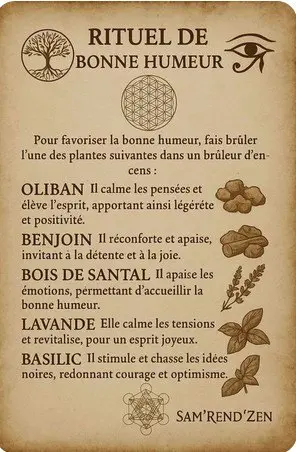 RITUEL DE
BONNE HUMEUR
Pour favoriser la bonne humeur, fais brûler
l'une des plantes suivantes dans un brûleur d'en-
cens :
OLIBAN Il calme les pensées et
élève l'esprit, apportant ainsi légéreté
et positivité.
BENJOIN Il réconforte et apaise,
invitant à la détente et à la joie.
BOIS DE SANTAL Il apaise les
émotions, permettant d'accueillir la
bonne humeur.
LAVANDE Elle calme les tensions
et revitalise, pour un esprit joyeux.
BASILIC Il stimule et chasse les idées
noires, redonnant courage et optimisme.
SAM'REND'ZEN